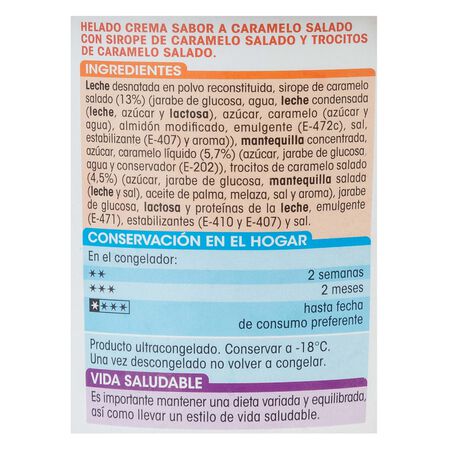 HELADO CREMA SABOR A CARAMELO SALADO
CON SIROPE DE CARAMELO SALADO Y TROCITOS
DE CARAMELO SALADO.
INGREDIENTES
Leche desnatada en polvo reconstituida, sirope de caramelo
salado (13%) (jarabe de glucosa, agua, leche condensada
(leche, azúcar y lactosa), azúcar, caramelo (azúcar y
agua), almidón modificado, emulgente (E-472c), sal,
estabilizante (E-407) y aroma)), mantequilla concentrada,
azúcar, caramelo líquido (5,7%) (azúcar, jarabe de glucosa,
agua y conservador (E-202)), trocitos de caramelo salado
(4,5%) (azúcar, jarabe de glucosa, mantequilla salada
(leche y sal), aceite de palma, melaza, sal y aroma), jarabe
de glucosa, lactosa y proteínas de la leche, emulgente
(E-471), estabilizantes (E-410 y E-407) y sal.
CONSERVACIÓN EN EL HOGAR
En el congelador:
★★ 2 semanas
★★★ 2 meses
★★★★ hasta fecha
de consumo preferente
Producto ultracongelado. Conservar a -18°C.
Una vez descongelado no volver a congelar.
VIDA SALUDABLE
Es importante mantener una dieta variada y equilibrada,
así como llevar un estilo de vida saludable.